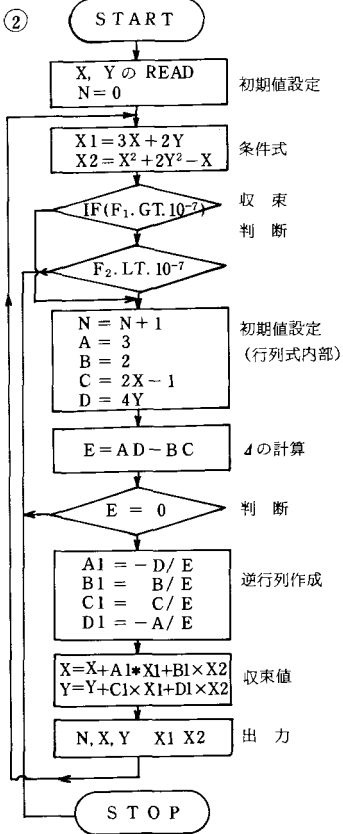 ②
START
X, Y の READ
N=0
初期値設定
X1=3X+2Y
X2=X²+2Y²-X
条件式
IF(F₁.GT.10⁻⁷)
収束
判断
F₂.LT.10⁻⁷
N = N+1
A = 3
B = 2
C = 2X-1
D = 4Y
初期値設定
(行列式内部)
E=AD-BC
Δの計算
E = 0
判断
A1 = -D/E
B1 = B/E
C1 = C/E
D1 = -A/E
逆行列作成
X=X+A1*X1+B1×X2
Y=Y+C1×X1+D1×X2
収束値
N, X, Y X1 X2
出力
STOP